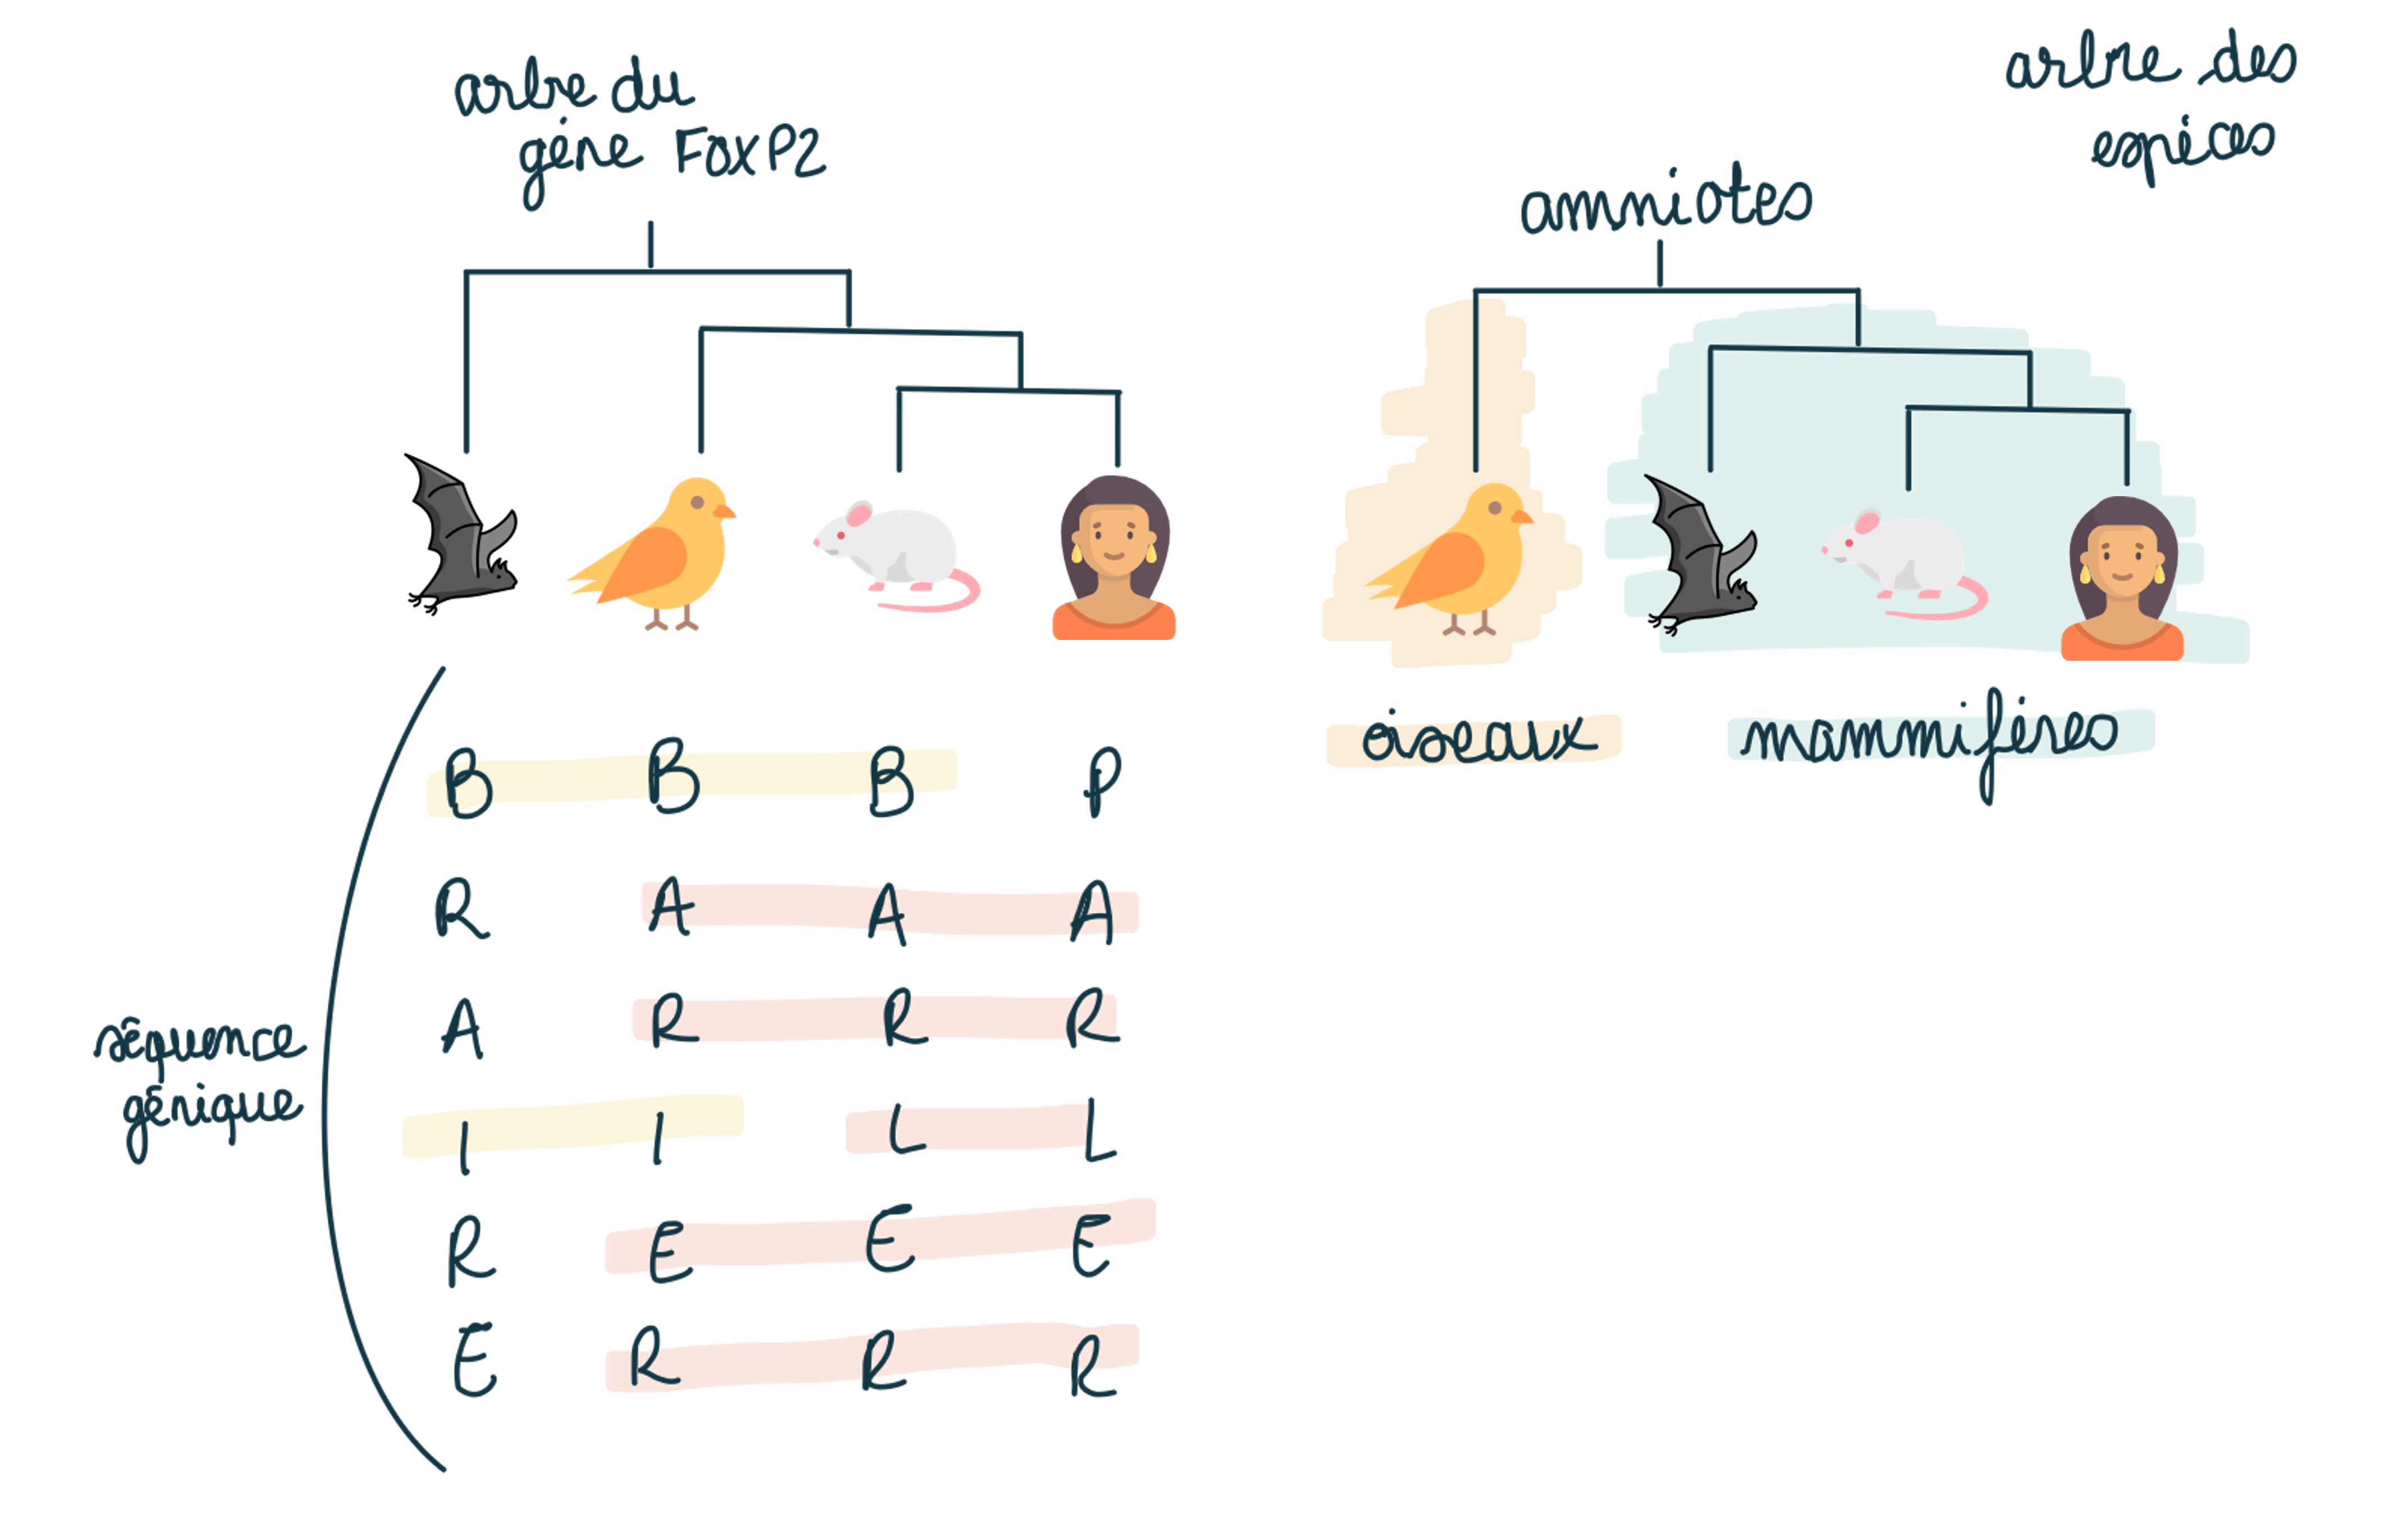 arbre du
gène FOXP2
arbre des
espèces
amniotes
oiseaux mammifères
B B B P
R A A A
A R R R
I I L L
R E E E
E R R R
séquence
génique